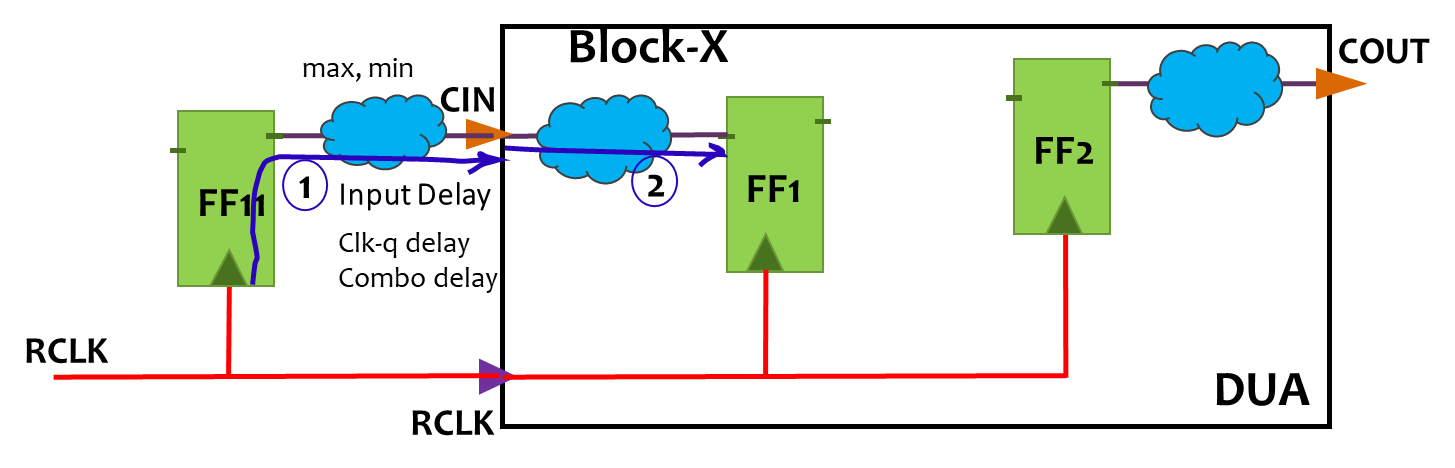 Block-X
COUT
max, min
CIN
FF11
1
Input Delay
Clk-q delay
Combo delay
2
FF1
FF2
RCLK
RCLK
DUA